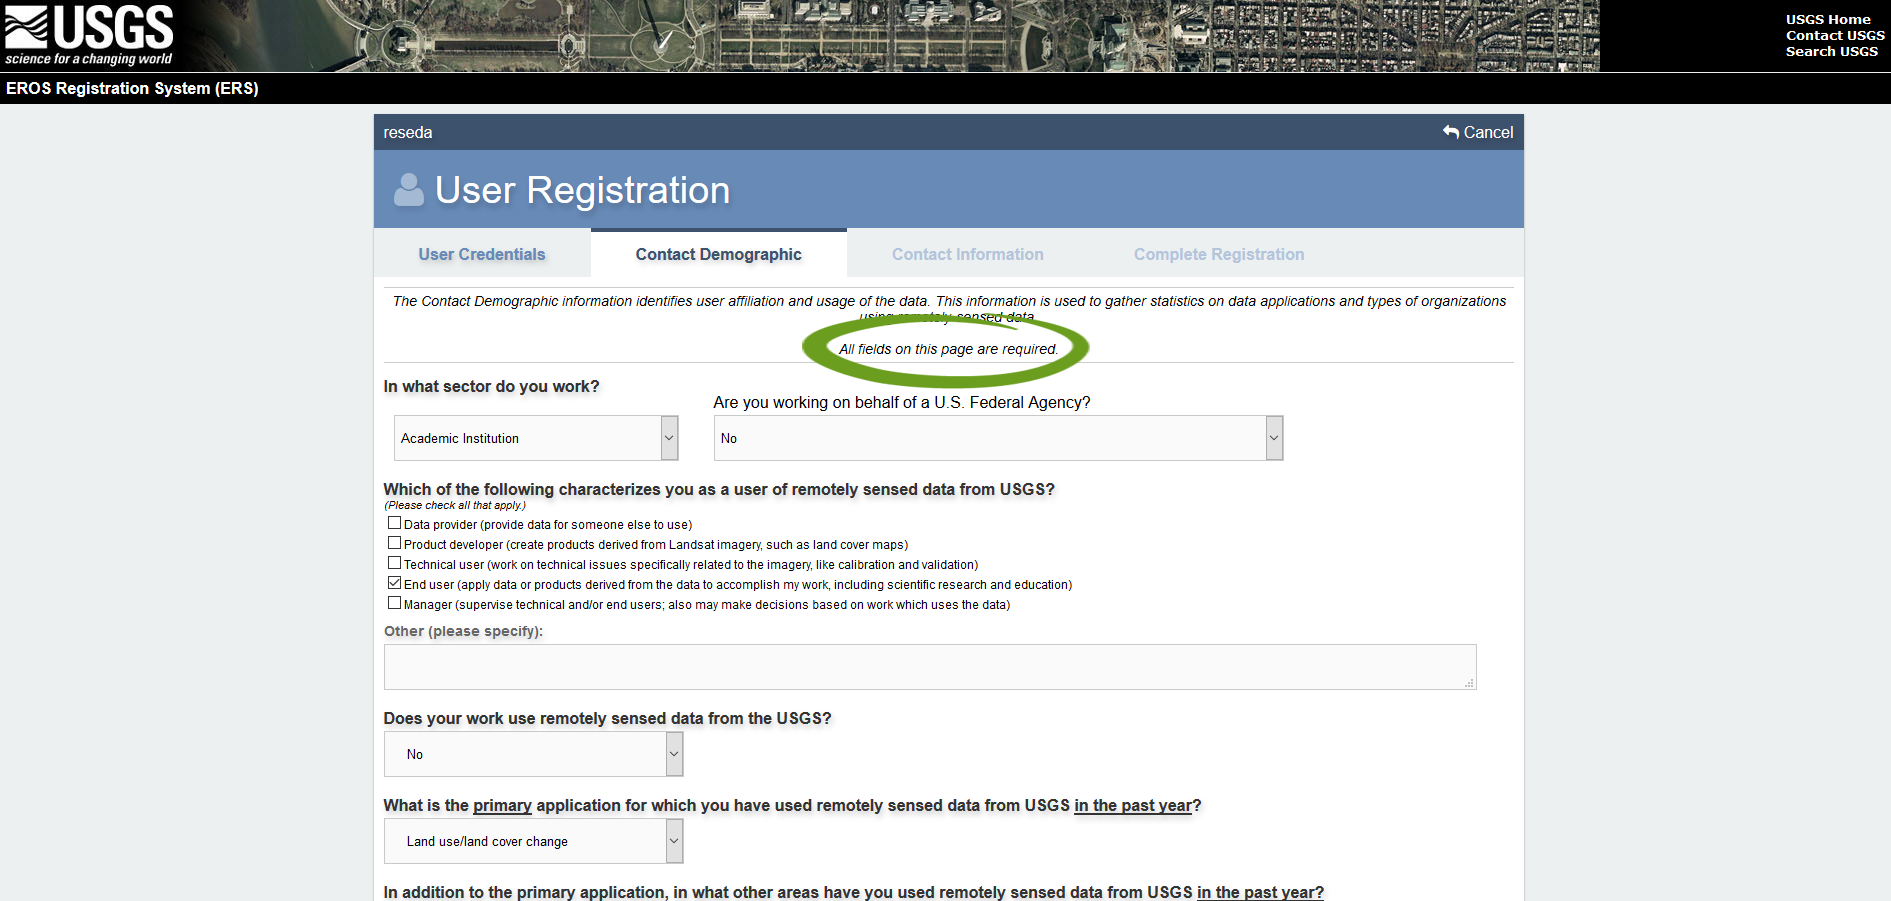 USGS
science for a changing world
USGS Home
Contact USGS
Search USGS
EROS Registration System (ERS)
reseda
Cancel
User Registration
User Credentials
Contact Demographic
Contact Information
Complete Registration
The Contact Demographic information identifies user affiliation and usage of the data. This information is used to gather statistics on data applications and types of organizations
using remotely sensed data.
All fields on this page are required.
In what sector do you work?
Are you working on behalf of a U.S. Federal Agency?
Academic Institution
No
Which of the following characterizes you as a user of remotely sensed data from USGS?
(Please check all that apply.)
Data provider (provide data for someone else to use)
Product developer (create products derived from Landsat imagery, such as land cover maps)
Technical user (work on technical issues specifically related to the imagery, like calibration and validation)
End user (apply data or products derived from the data to accomplish my work, including scientific research and education)
Manager (supervise technical and/or end users; also may make decisions based on work which uses the data)
Other (please specify):
Does your work use remotely sensed data from the USGS?
No
What is the primary application for which you have used remotely sensed data from USGS in the past year?
Land use/land cover change
In addition to the primary application, in what other areas have you used remotely sensed data from USGS in the past year?